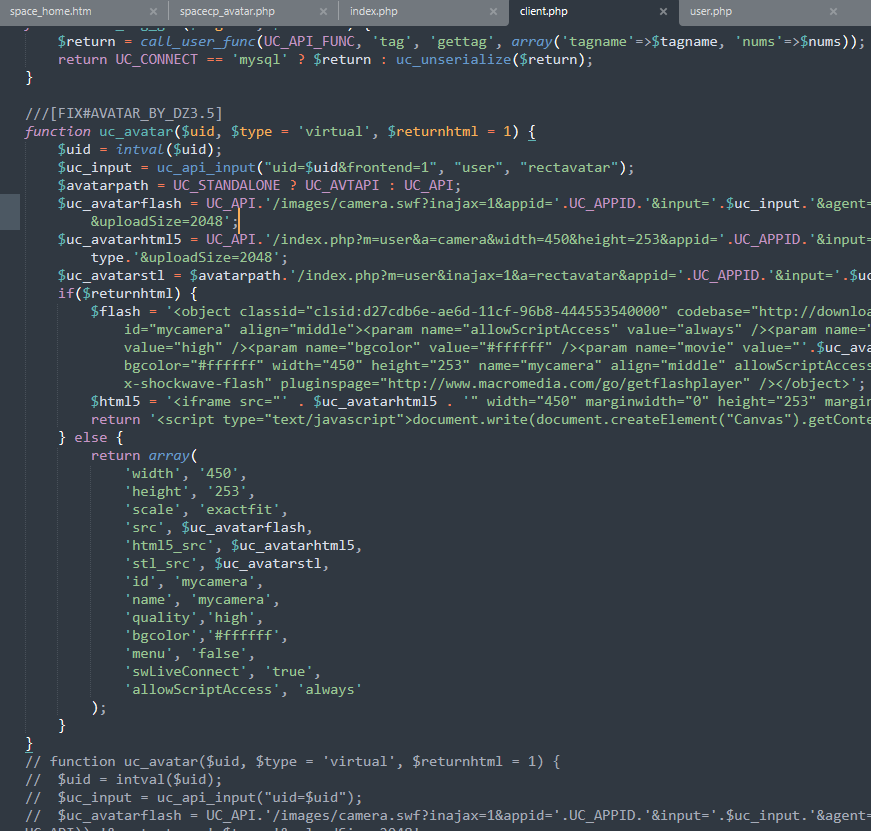 space_home.htm × spacecp_avatar.php × index.php × client.php × user.php ×
$return = call_user_func(UC_API_FUNC, 'tag', 'gettag', array('tagname'=>$tagname, 'nums'=>$nums));
return UC_CONNECT == 'mysql' ? $return : uc_unserialize($return);
}
///[FIX#AVATAR_BY_DZ3.5]
function uc_avatar($uid, $type = 'virtual', $returnhtml = 1) {
$uid = intval($uid);
$uc_input = uc_api_input("uid=$uid&frontend=1", "user", "rectavatar");
$avatarpath = UC_STANDALONE ? UC_AVTAPI : UC_API;
$uc_avatarflash = UC_API.'/images/camera.swf?inajax=1&appid='.UC_APPID.'&input='.$uc_input.'&agent=
&uploadSize=2048';
$uc_avatarhtml5 = UC_API.'/index.php?m=user&a=camera&width=450&height=253&appid='.UC_APPID.'&input=
type.'&uploadSize=2048';
$uc_avatarstl = $avatarpath.'/index.php?m=user&inajax=1&a=rectavatar&appid='.UC_APPID.'&input='.$uc
if($returnhtml) {
$flash = '<object classid="clsid:d27cdb6e-ae6d-11cf-96b8-444553540000" codebase="http://downloa
id="mycamera" align="middle"><param name="allowScriptAccess" value="always" /><param name="
value="high" /><param name="bgcolor" value="#ffffff" /><param name="movie" value="'.$uc_ava
bgcolor="#ffffff" width="450" height="253" name="mycamera" align="middle" allowScriptAccess
x-shockwave-flash" pluginspage="http://www.macromedia.com/go/getflashplayer" /></object>';
$html5 = '<iframe src="' . $uc_avatarhtml5 . '" width="450" marginwidth="0" height="253" margin
return '<script type="text/javascript">document.write(document.createElement("Canvas").getConte
} else {
return array(
'width', '450',
'height', '253',
'scale', 'exactfit',
'src', $uc_avatarflash,
'html5_src', $uc_avatarhtml5,
'stl_src', $uc_avatarstl,
'id', 'mycamera',
'name', 'mycamera',
'quality','high',
'bgcolor','#ffffff',
'menu', 'false',
'swLiveConnect', 'true',
'allowScriptAccess', 'always'
);
}
}
// function uc_avatar($uid, $type = 'virtual', $returnhtml = 1) {
// $uid = intval($uid);
// $uc_input = uc_api_input("uid=$uid");
// $uc_avatarflash = UC_API.'/images/camera.swf?inajax=1&appid='.UC_APPID.'&input='.$uc_input.'&agent=